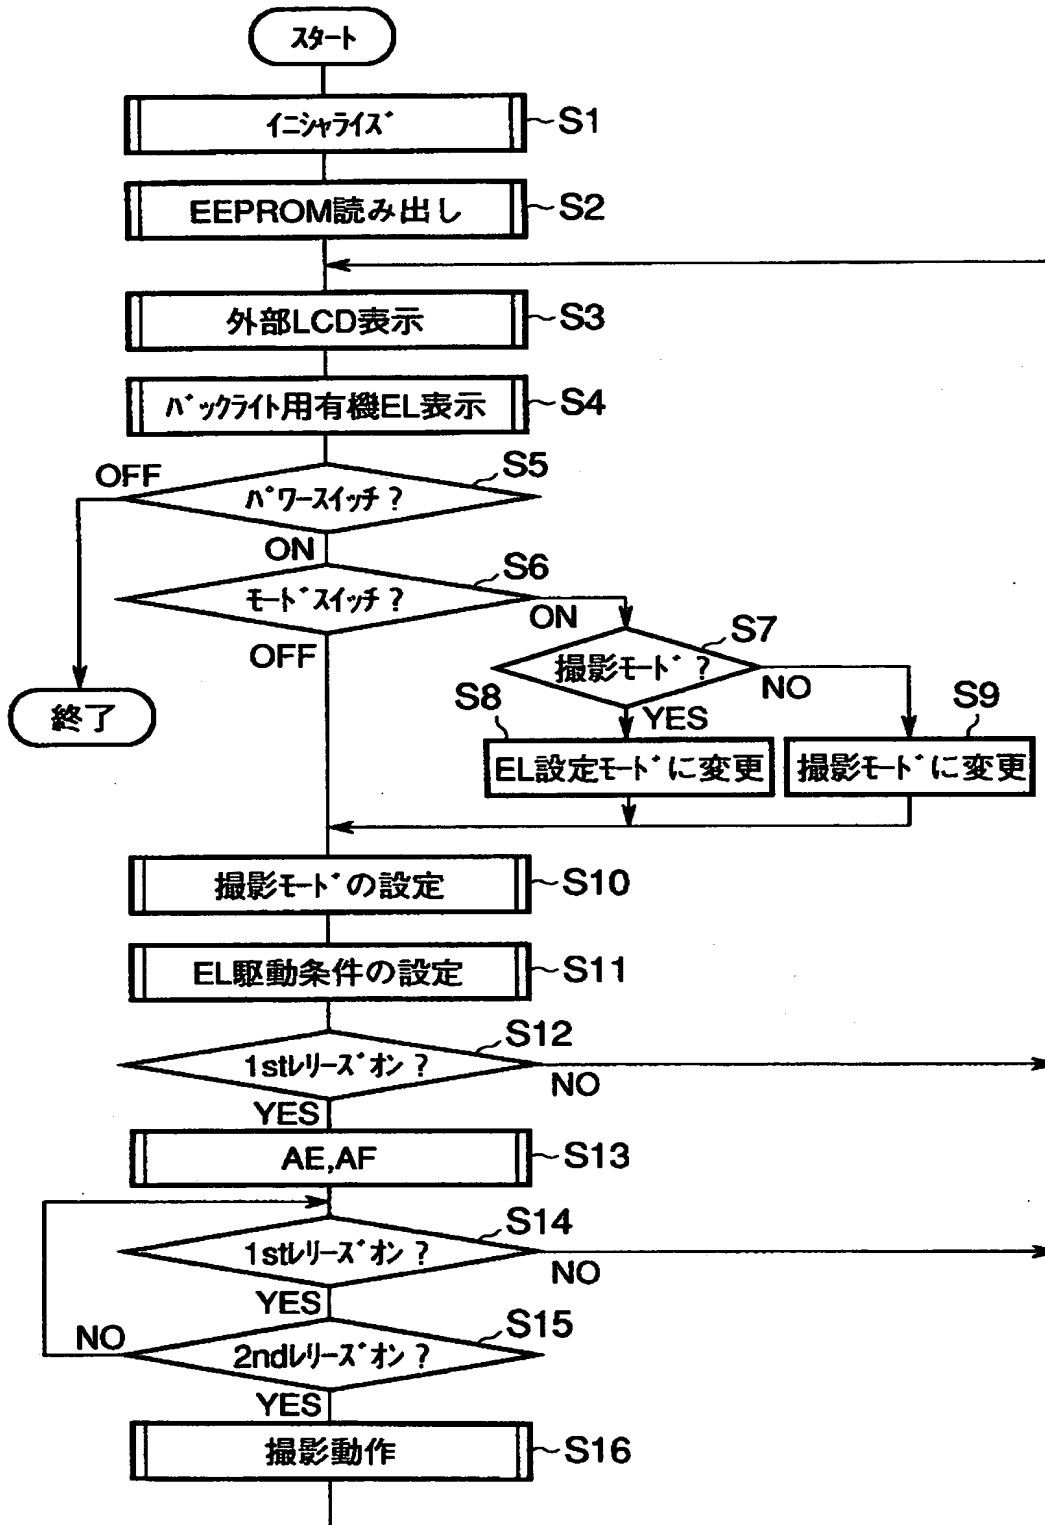 スタート
イニシャライズ S1
EEPROM読み出し S2
外部LCD表示 S3
バックライト用有機EL表示 S4
OFF パワースイッチ? S5
ON
モードスイッチ? S6
ON
OFF
撮影モード? S7
NO
YES
終了
S8
EL設定モードに変更
S9
撮影モードに変更
撮影モードの設定 S10
EL駆動条件の設定 S11
1stレリーズオン? S12
NO
YES
AE,AF S13
1stレリーズオン? S14
NO
YES
NO 2ndレリーズオン? S15
YES
撮影動作 S16